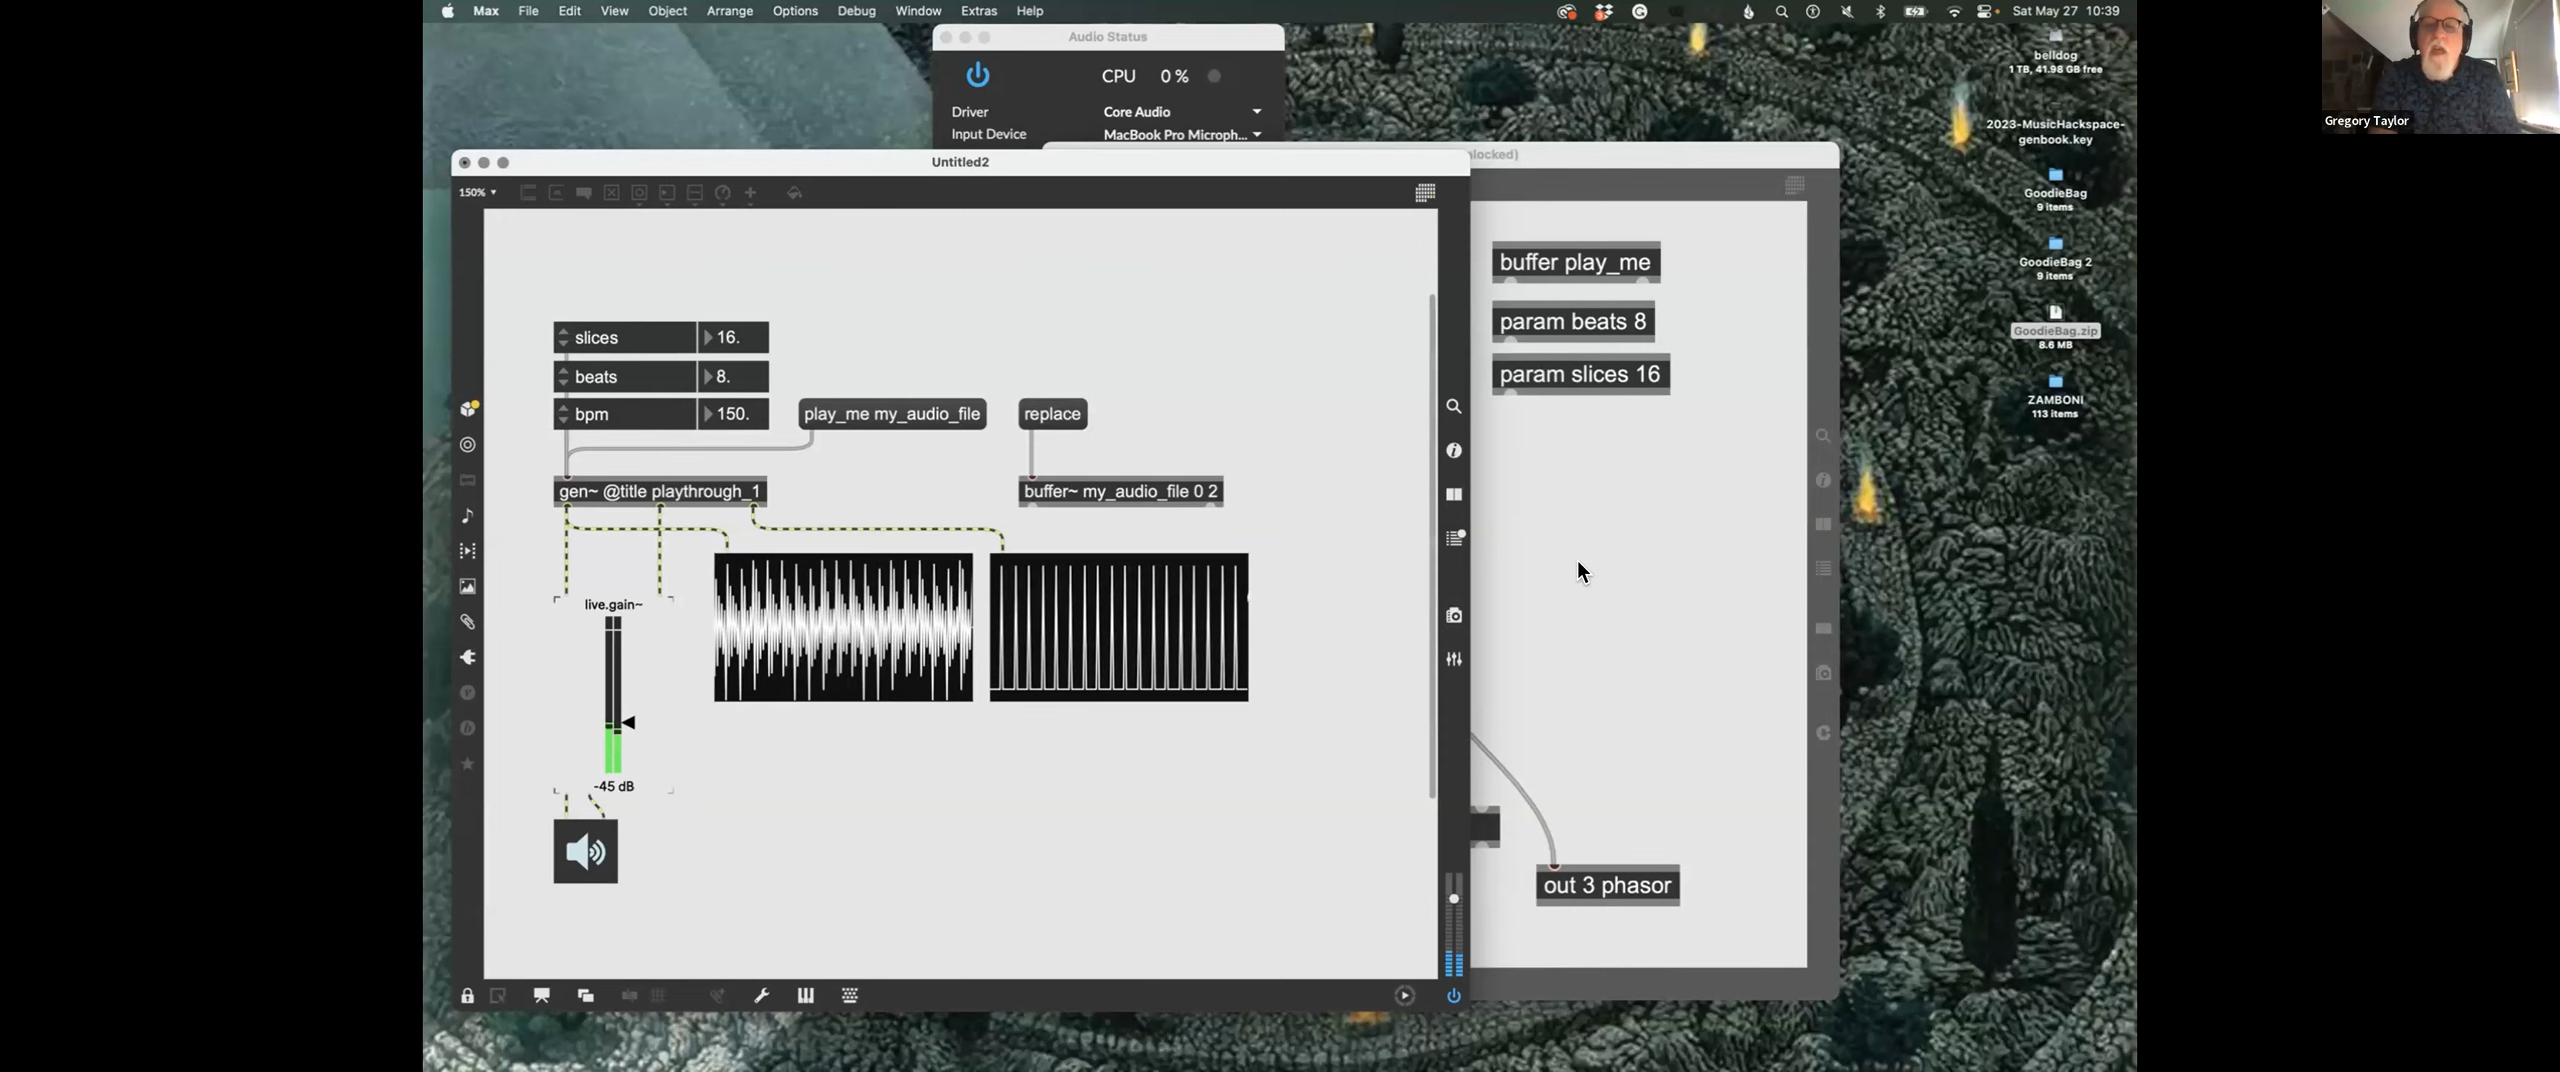 Max File Edit View Object Arrange Options Debug Window Extras Help
Sat May 27 10:39
Audio Status
CPU 0 %
Driver Core Audio
Input Device MacBook Pro Microph...
Gregory Taylor
belldog
1 TB, 41.98 GB free
2023-MusicHackspace-
genbook.key
GoodieBag
9 items
GoodieBag 2
9 items
GoodieBag.zip
8.6 MB
ZAMBONI
113 items
Untitled2
150%
slices 16.
beats 8.
bpm 150.
play_me my_audio_file
replace
gen~ @title playthrough_1
buffer~ my_audio_file 0 2
live.gain~
-45 dB
buffer play_me
param beats 8
param slices 16
out 3 phasor